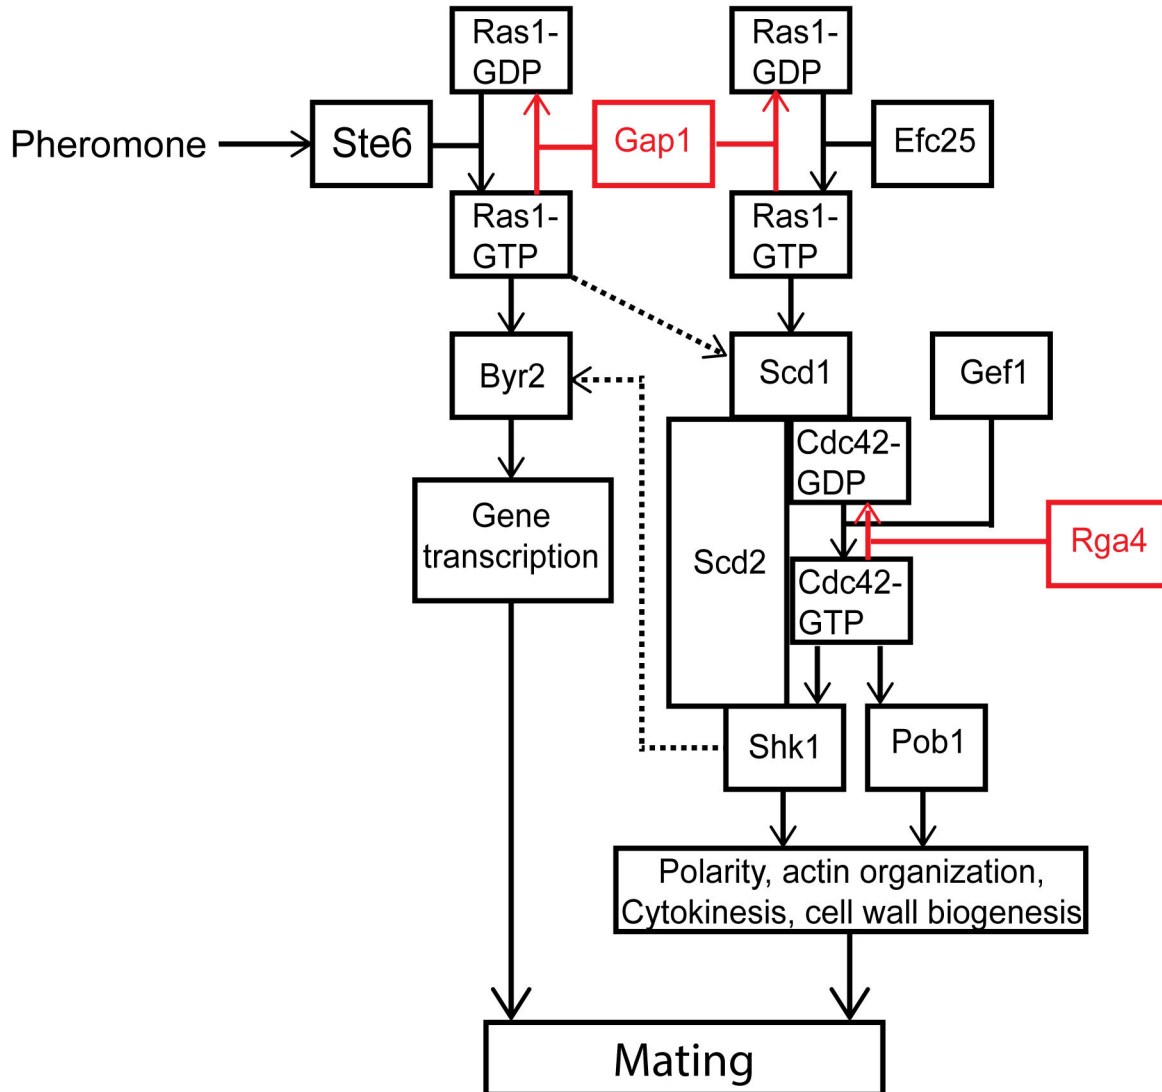 Ras1-
GDP
Ras1-
GDP
Pheromone
Ste6
Gap1
Efc25
Ras1-
GTP
Ras1-
GTP
Byr2
Scd1
Gef1
Cdc42-
GDP
Gene
transcription
Scd2
Rga4
Cdc42-
GTP
Shk1
Pob1
Polarity, actin organization,
Cytokinesis, cell wall biogenesis
Mating